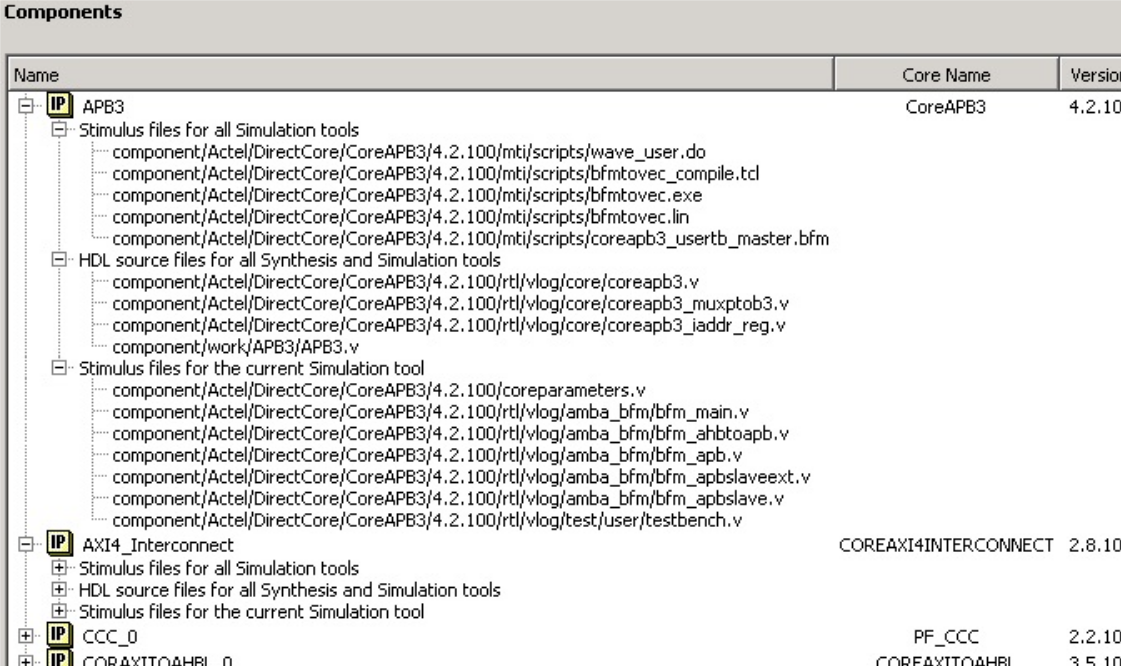 Components
Name Core Name Versio
IP APB3 CoreAPB3 4.2.10
Stimulus files for all Simulation tools
component/Actel/DirectCore/CoreAPB3/4.2.100/mti/scripts/wave_user.do
component/Actel/DirectCore/CoreAPB3/4.2.100/mti/scripts/bfmtovec_compile.tcl
component/Actel/DirectCore/CoreAPB3/4.2.100/mti/scripts/bfmtovec.exe
component/Actel/DirectCore/CoreAPB3/4.2.100/mti/scripts/bfmtovec.lin
component/Actel/DirectCore/CoreAPB3/4.2.100/mti/scripts/coreapb3_usertb_master.bfm
HDL source files for all Synthesis and Simulation tools
component/Actel/DirectCore/CoreAPB3/4.2.100/rtl/vlog/core/coreapb3.v
component/Actel/DirectCore/CoreAPB3/4.2.100/rtl/vlog/core/coreapb3_muxptob3.v
component/Actel/DirectCore/CoreAPB3/4.2.100/rtl/vlog/core/coreapb3_iaddr_reg.v
component/work/APB3/APB3.v
Stimulus files for the current Simulation tool
component/Actel/DirectCore/CoreAPB3/4.2.100/coreparameters.v
component/Actel/DirectCore/CoreAPB3/4.2.100/rtl/vlog/amba_bfm/bfm_main.v
component/Actel/DirectCore/CoreAPB3/4.2.100/rtl/vlog/amba_bfm/bfm_ahbtoapb.v
component/Actel/DirectCore/CoreAPB3/4.2.100/rtl/vlog/amba_bfm/bfm_apb.v
component/Actel/DirectCore/CoreAPB3/4.2.100/rtl/vlog/amba_bfm/bfm_apbslaveext.v
component/Actel/DirectCore/CoreAPB3/4.2.100/rtl/vlog/amba_bfm/bfm_apbslave.v
component/Actel/DirectCore/CoreAPB3/4.2.100/rtl/vlog/test/user/testbench.v
IP AXI4_Interconnect COREAXI4INTERCONNECT 2.8.10
Stimulus files for all Simulation tools
HDL source files for all Synthesis and Simulation tools
Stimulus files for the current Simulation tool
IP CCC_0 PF_CCC 2.2.10
IP CORAXITOAHBL_0 COREAXITOAHBL 3.5.10